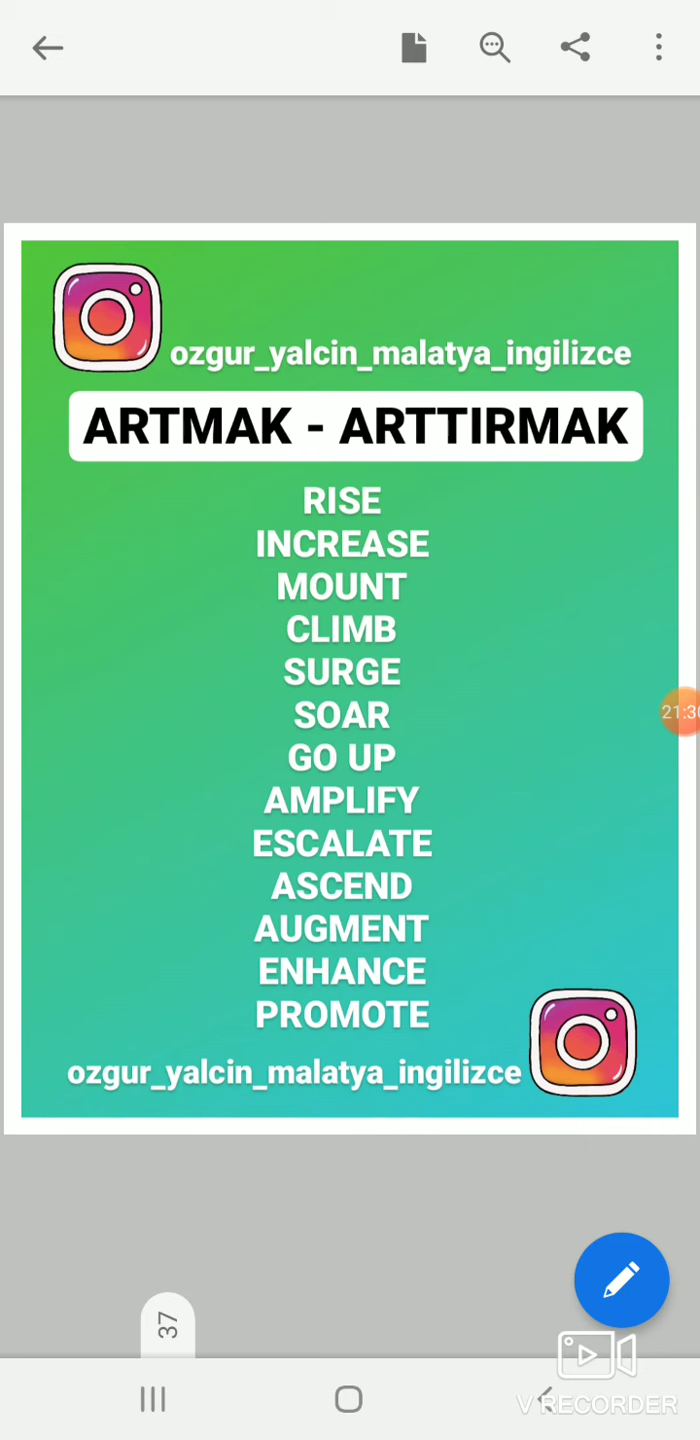 ozgur_yalcin_malatya_ingilizce
ARTMAK - ARTTIRMAK
RISE
INCREASE
MOUNT
CLIMB
SURGE
SOAR
GO UP
AMPLIFY
ESCALATE
ASCEND
AUGMENT
ENHANCE
PROMOTE
ozgur_yalcin_malatya_ingilizce
37
V RECORDER